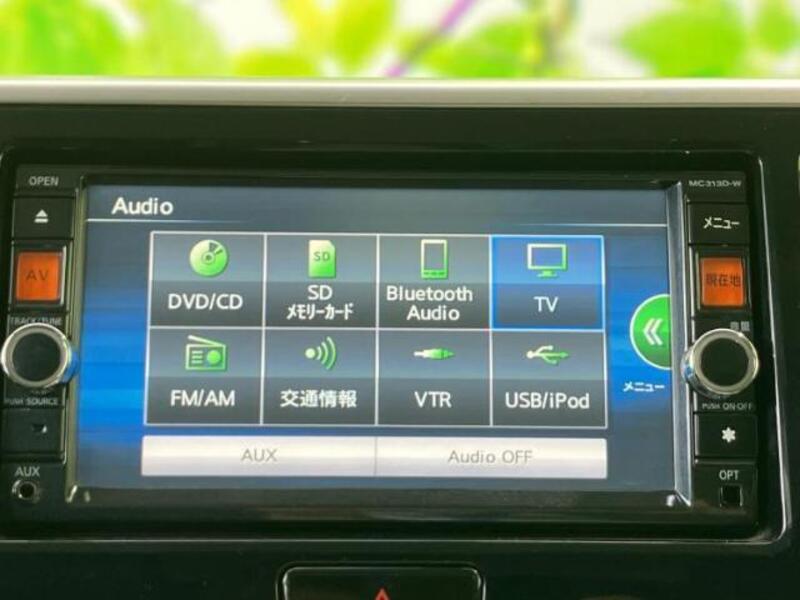 OPEN
MC313D-W
Audio
メニュー
AV
現在地
DVD/CD
SD
SD
メモリーカード
Bluetooth
Audio
TV
TRACK/TUNE
メニュー
FM/AM
交通情報
VTR
USB/iPod
PUSH SOURCE
PUSH ON·OFF
AUX
Audio OFF
AUX
OPT